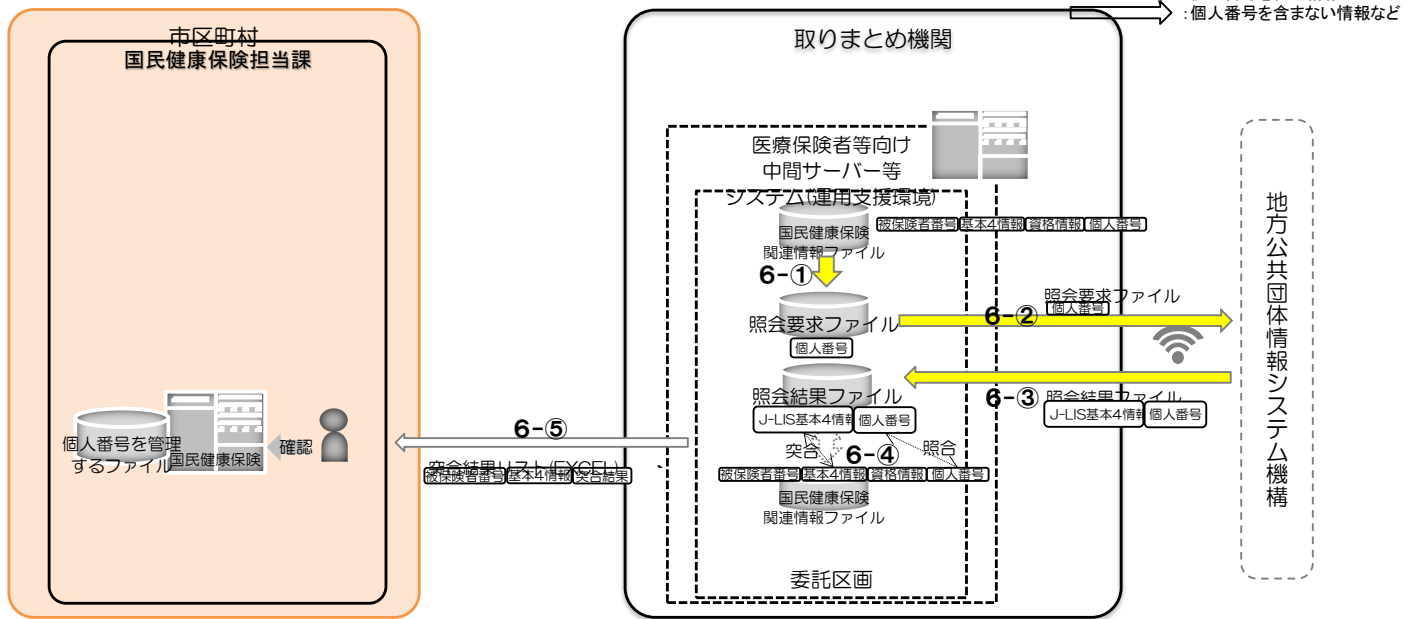 :個人番号を含まない情報など
市区町村
国民健康保険担当課
取りまとめ機関
医療保険者等向け
中間サーバー等
システム(運用支援環境)
国民健康保険
関連情報ファイル
被保険者番号 基本4情報 資格情報 個人番号
6-①
照会要求ファイル
個人番号
6-②
照会要求ファイル
個人番号
照会結果ファイル
J-LIS基本4情報 個人番号
6-③
照会結果ファイル
J-LIS基本4情報 個人番号
突合
6-④
照合
被保険者番号 基本4情報 資格情報 個人番号
国民健康保険
関連情報ファイル
委託区画
6-⑤
突合結果リスト(EXCEL)
被保険者番号 基本4情報 突合結果
個人番号を管理
するファイル
国民健康保険
確認
地方公共団体情報システム機構